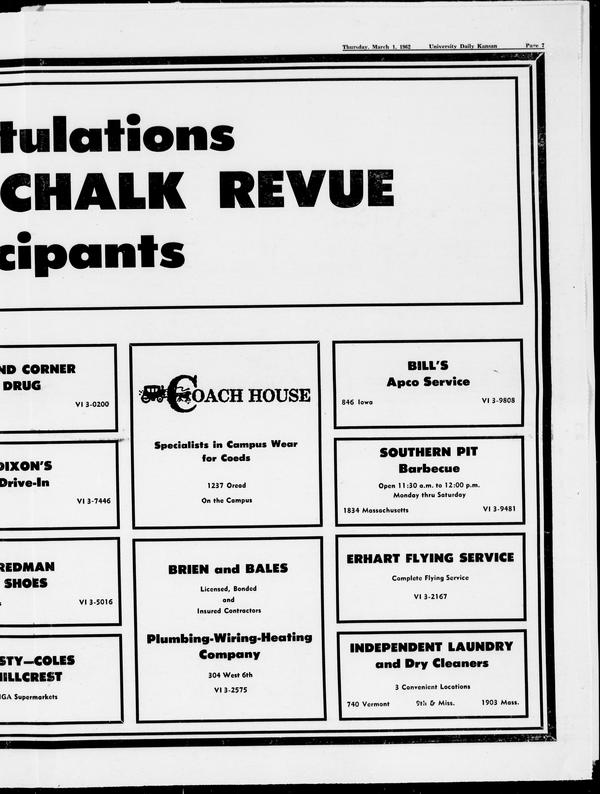 Thursday, March 1, 1962 University Daily Kansan Page 7
tulations
CHALK REVUE
cipants
ND CORNER
DRUG
VI 3-0200
DIXON'S
Drive-In
VI 3-7446
REDMAN
SHOES
VI 3-5016
STY—COLES
HILLCREST
IGA Supermarkets
COACH HOUSE
Specialists in Campus Wear
for Coeds
1237 Oread
On the Campus
BRIEN and BALES
Licensed, Bonded
and
Insured Contractors
Plumbing-Wiring-Heating
Company
304 West 6th
VI 3-2575
BILL'S
Apco Service
846 Iowa VI 3-9808
SOUTHERN PIT
Barbecue
Open 11:30 a.m. to 12:00 p.m.
Monday thru Saturday
1834 Massachusetts VI 3-9481
ERHART FLYING SERVICE
Complete Flying Service
VI 3-2167
INDEPENDENT LAUNDRY
and Dry Cleaners
3 Convenient Locations
740 Vermont 9th & Miss. 1903 Mass.